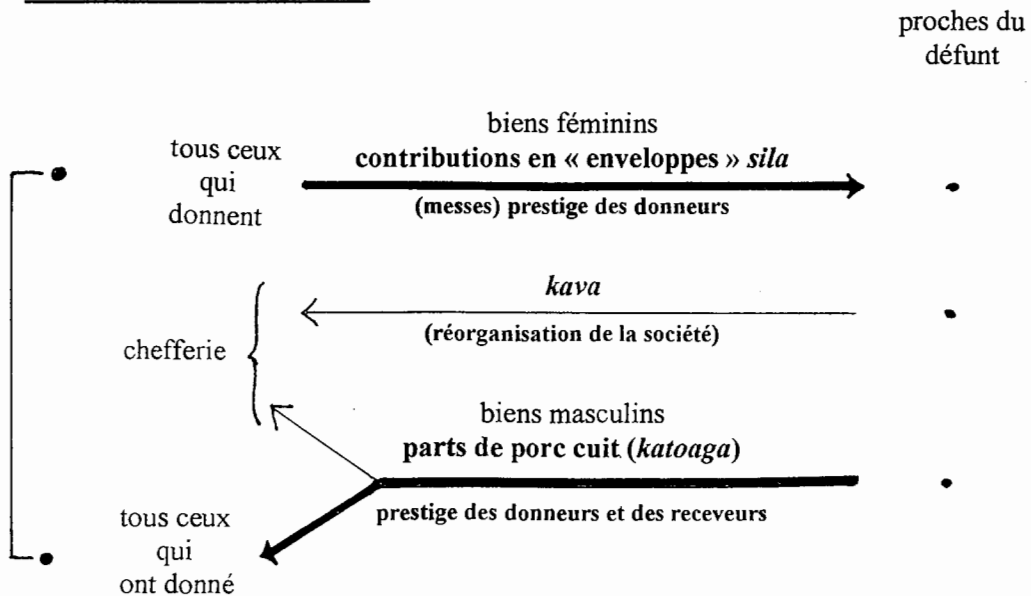 proches du
défunt
biens féminins
contributions en « enveloppes » sila
tous ceux
qui
donnent
(messes) prestige des donneurs
kava
(réorganisation de la société)
chefferie
biens masculins
parts de porc cuit (katoaga)
prestige des donneurs et des receveurs
tous ceux
qui
ont donné